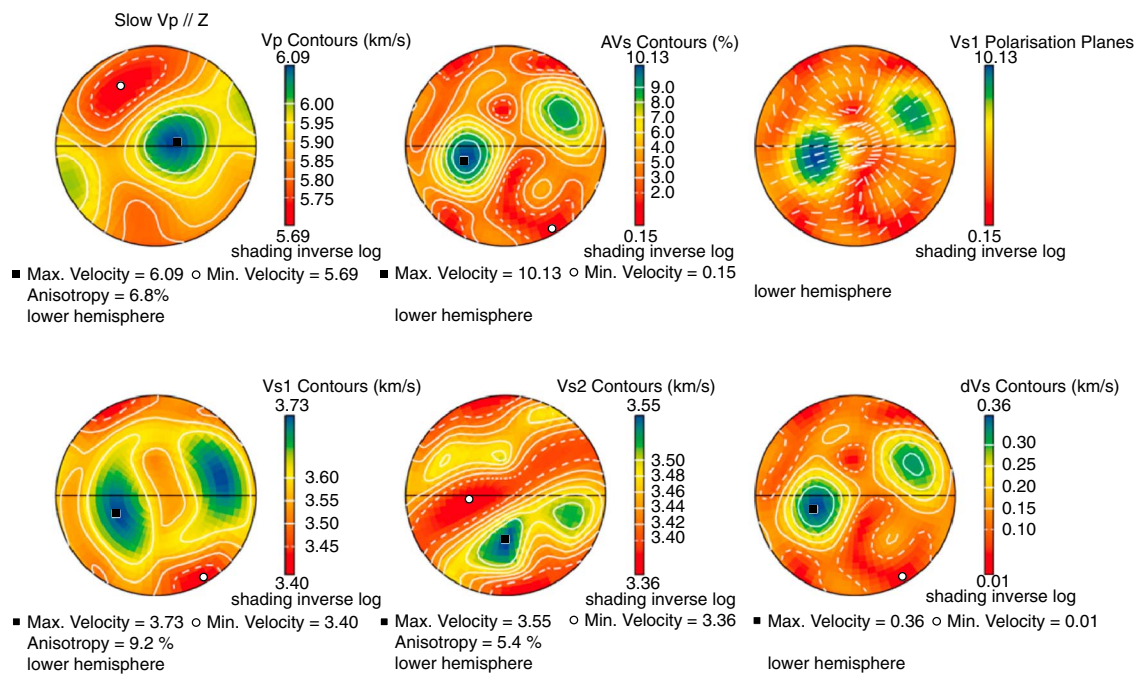 Slow Vp // Z
Vp Contours (km/s)
6.09
6.00
5.95
5.90
5.85
5.80
5.75
5.69
shading inverse log
■ Max. Velocity = 6.09 ○ Min. Velocity = 5.69
Anisotropy = 6.8%
lower hemisphere
AVs Contours (%)
10.13
9.0
8.0
7.0
6.0
5.0
4.0
3.0
2.0
0.15
shading inverse log
■ Max. Velocity = 10.13 ○ Min. Velocity = 0.15
lower hemisphere
Vs1 Polarisation Planes
10.13
0.15
shading inverse log
lower hemisphere
Vs1 Contours (km/s)
3.73
3.60
3.55
3.50
3.45
3.40
shading inverse log
■ Max. Velocity = 3.73 ○ Min. Velocity = 3.40
Anisotropy = 9.2 %
lower hemisphere
Vs2 Contours (km/s)
3.55
3.50
3.48
3.46
3.44
3.42
3.40
3.36
shading inverse log
■ Max. Velocity = 3.55 ○ Min. Velocity = 3.36
Anisotropy = 5.4 %
lower hemisphere
dVs Contours (km/s)
0.36
0.30
0.25
0.20
0.15
0.10
0.01
shading inverse log
■ Max. Velocity = 0.36 ○ Min. Velocity = 0.01
lower hemisphere